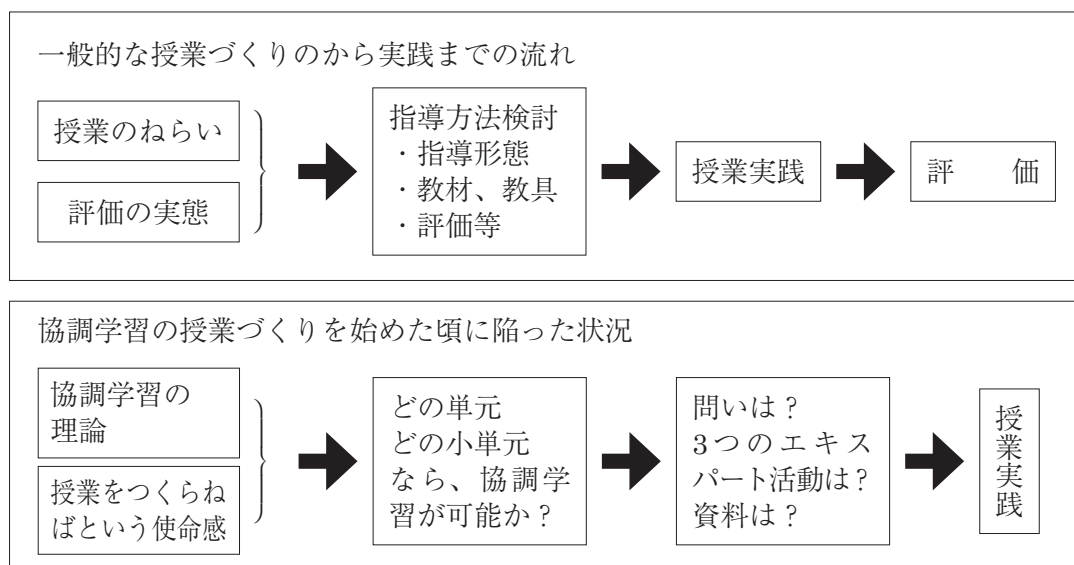 一般的な授業づくりのから実践までの流れ
授業のねらい
評価の実態
指導方法検討
・指導形態
・教材、教具
・評価等
授業実践
評　価
協調学習の授業づくりを始めた頃に陥った状況
協調学習の
理論
授業をつくらね
ばという使命感
どの単元
どの小単元
なら、協調学
習が可能か？
問いは？
3つのエキス
パート活動は？
資料は？
授業実践